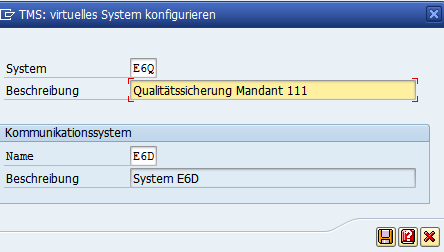 TMS: virtuelles System konfigurieren
System E6Q
Beschreibung Qualitätssicherung Mandant 111
Kommunikationssystem
Name E6D
Beschreibung System E6D